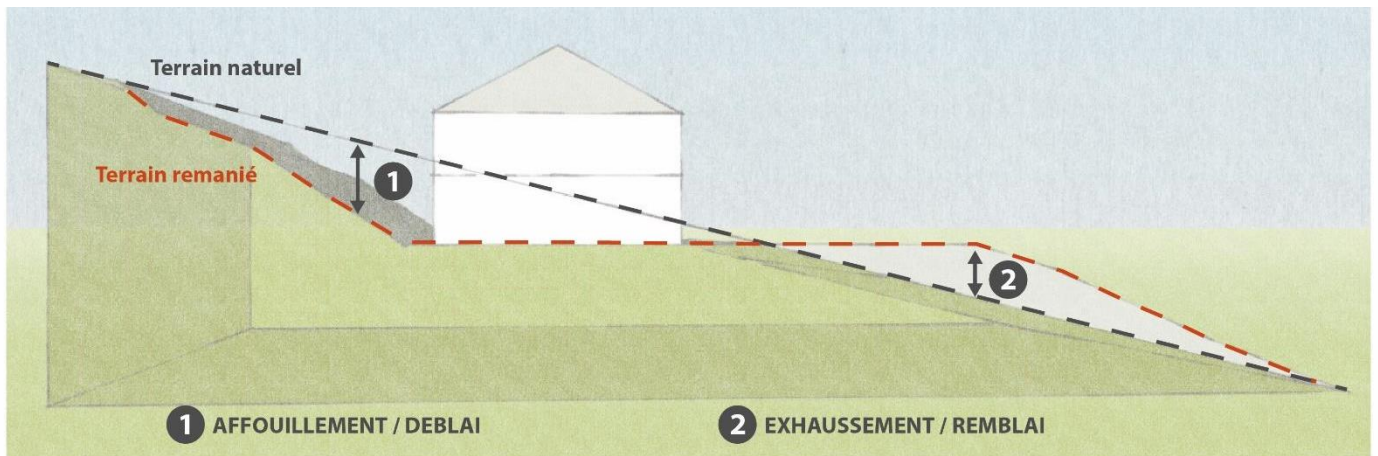 Terrain naturel
Terrain remanié
1
2
1 AFFOUILLEMENT / DEBLAI
2 EXHAUSSEMENT / REMBLAI